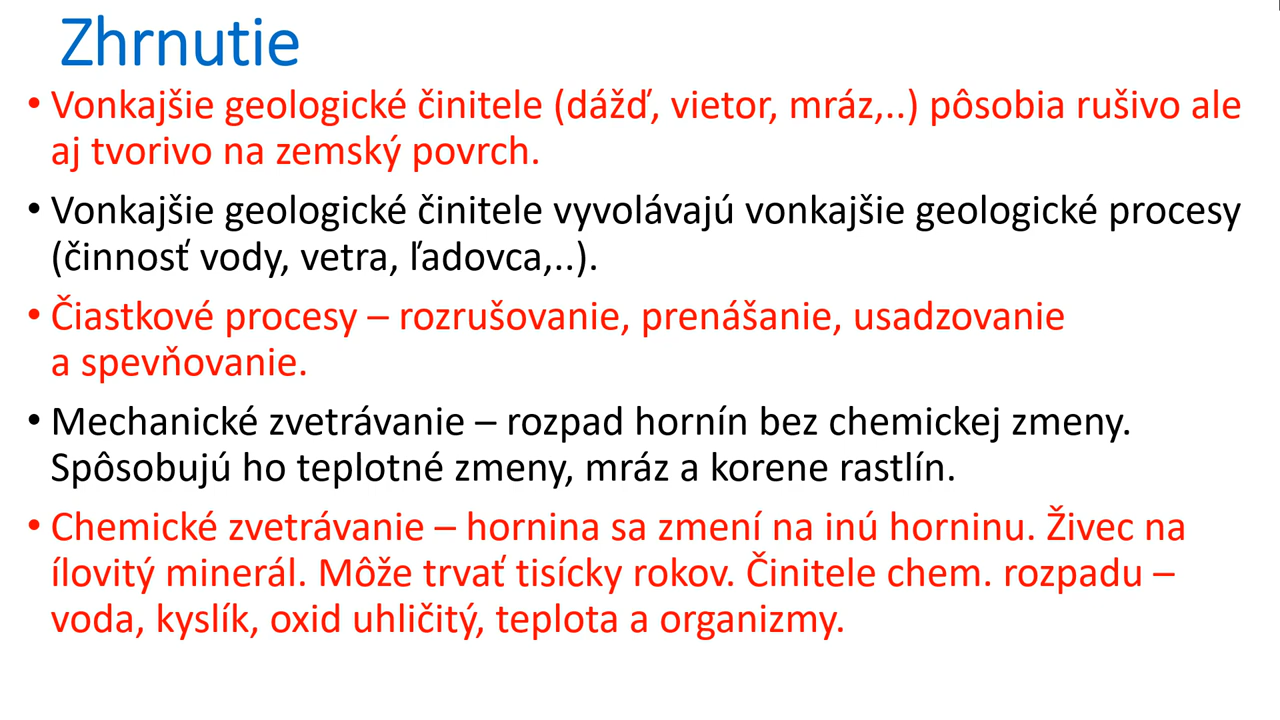 Zhrnutie
• Vonkajšie geologické činitele (dážď, vietor, mráz,..) pôsobia rušivo ale
aj tvorivo na zemský povrch.
• Vonkajšie geologické činitele vyvolávajú vonkajšie geologické procesy
(činnosť vody, vetra, ľadovca,..).
• Čiastkové procesy – rozrušovanie, prenášanie, usadzovanie
a spevňovanie.
• Mechanické zvetrávanie – rozpad hornín bez chemickej zmeny.
Spôsobujú ho teplotné zmeny, mráz a korene rastlín.
• Chemické zvetrávanie – hornina sa zmení na inú horninu. Živec na
ílovitý minerál. Môže trvať tisícky rokov. Činitele chem. rozpadu –
voda, kyslík, oxid uhličitý, teplota a organizmy.